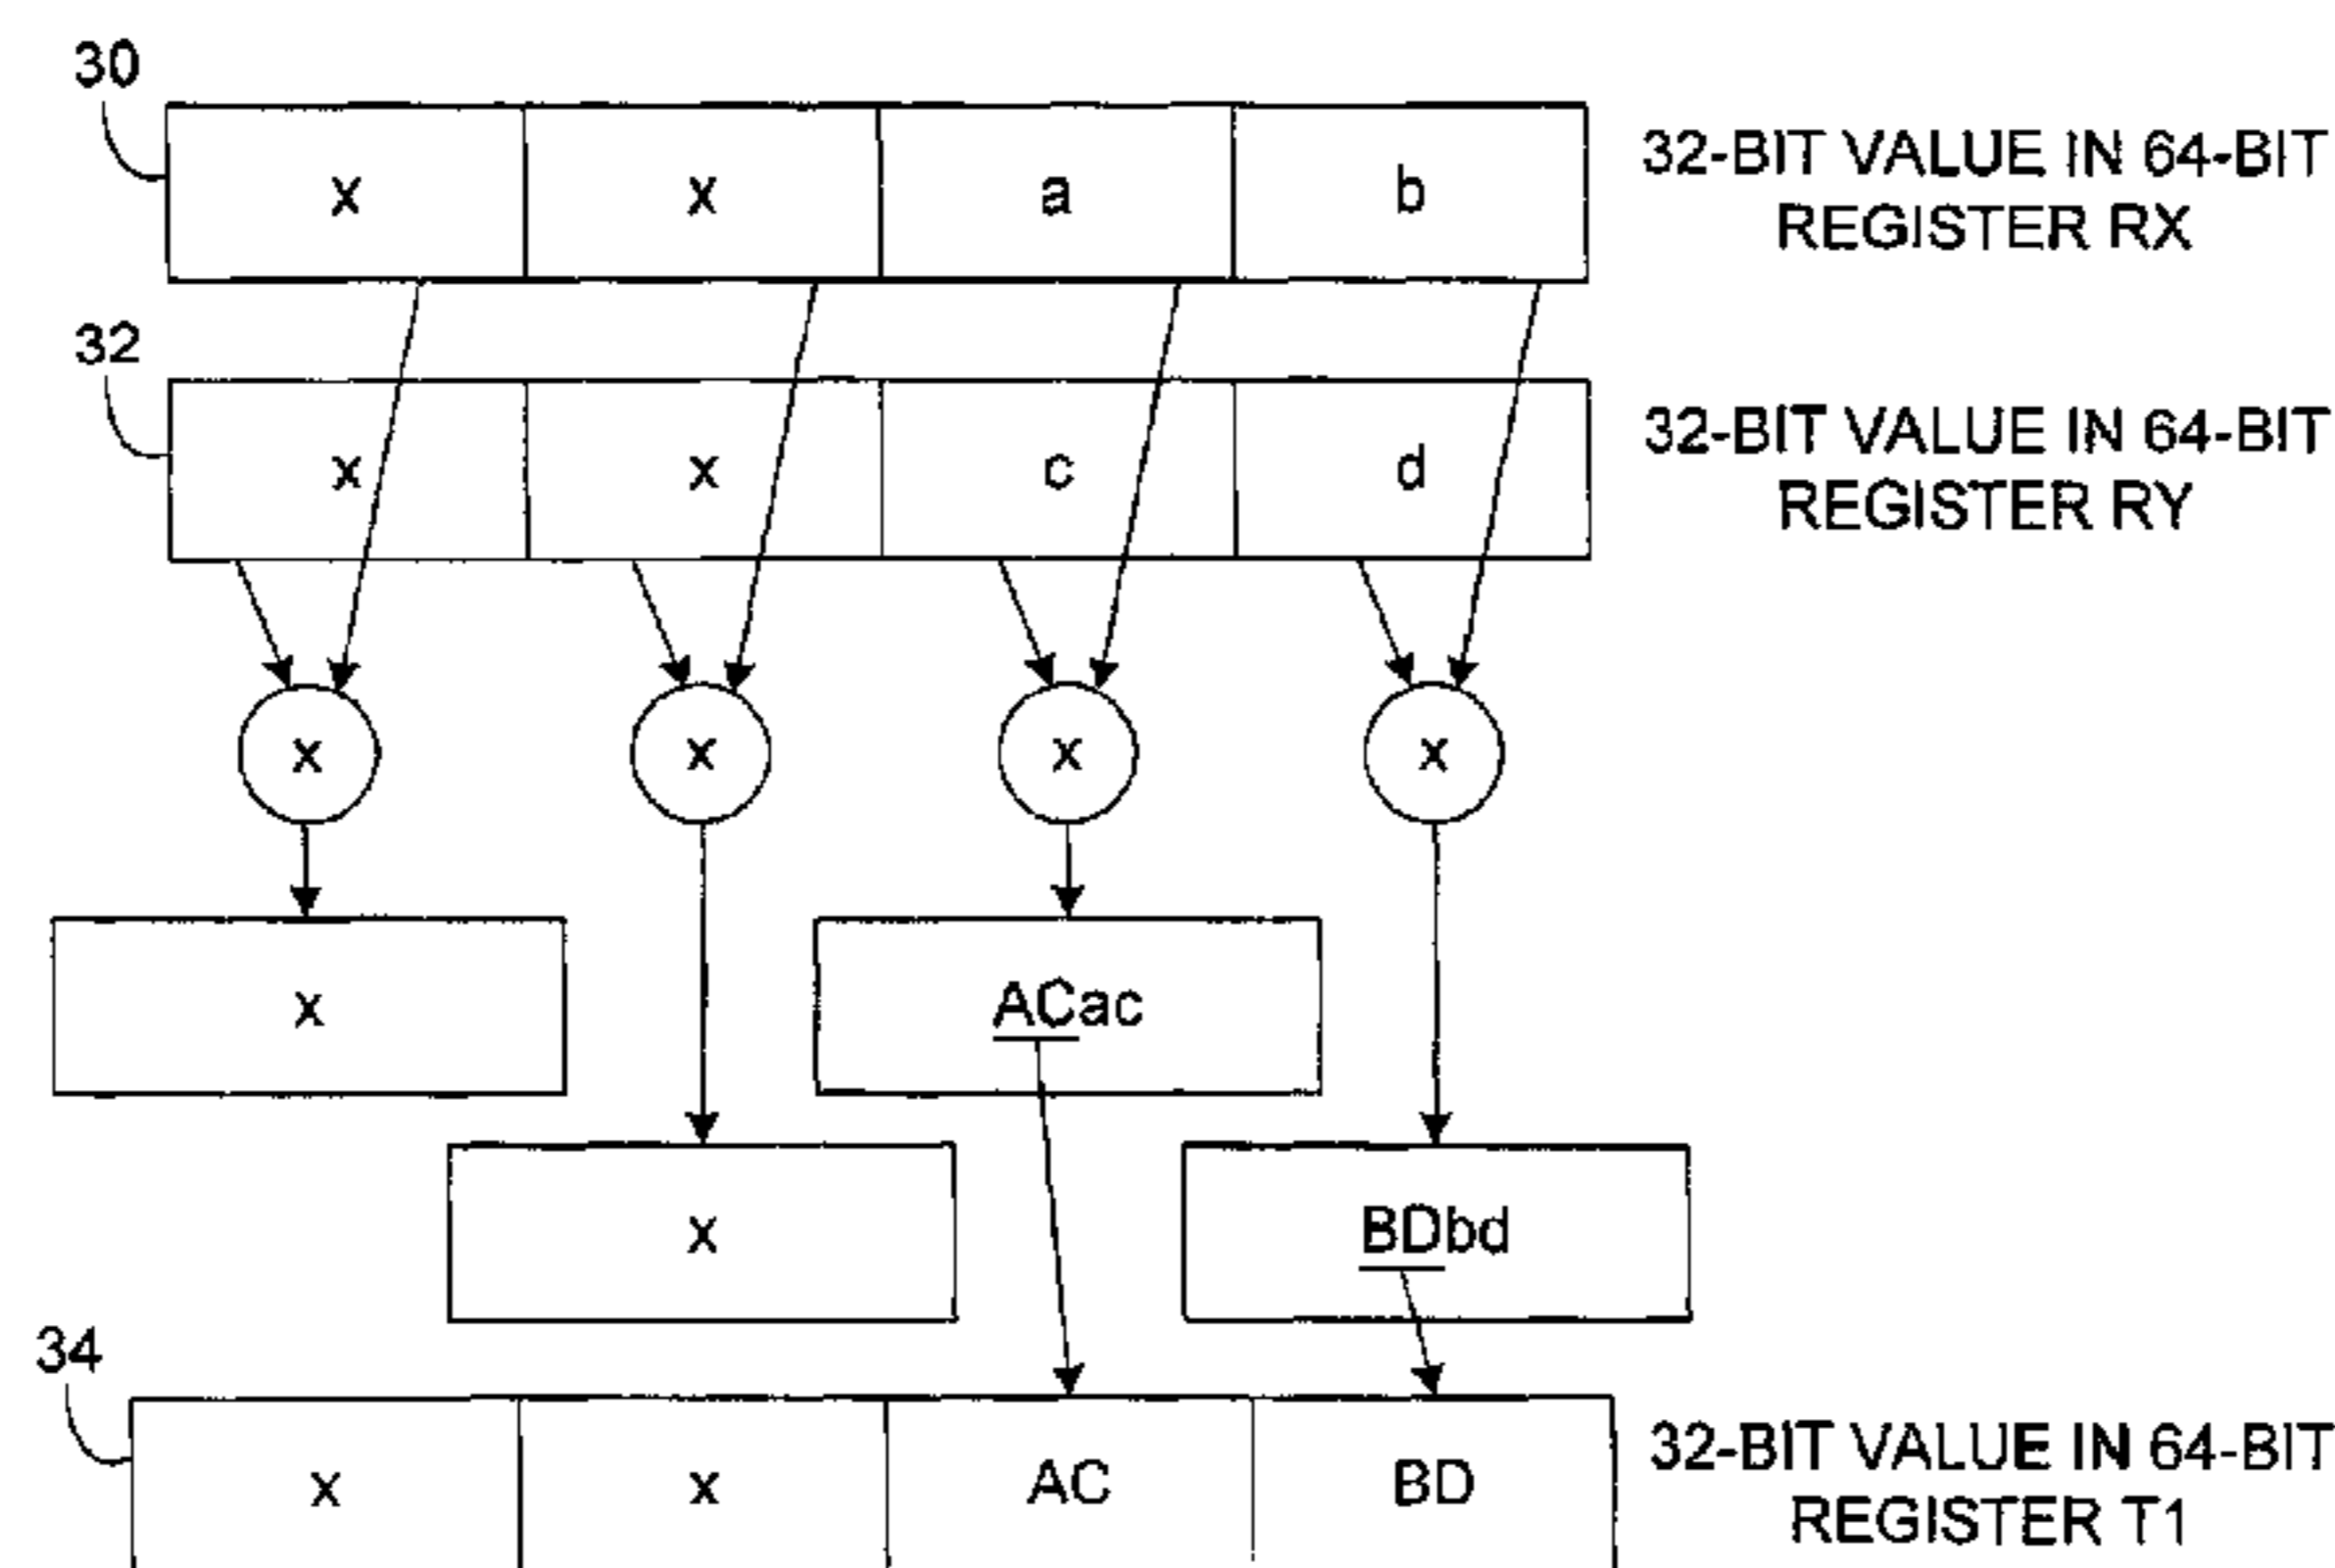 30
x x a b
32-BIT VALUE IN 64-BIT
REGISTER RX
32
x x c d
32-BIT VALUE IN 64-BIT
REGISTER RY
x x x x
x ACac
x BDbd
34
x x AC BD
32-BIT VALUE IN 64-BIT
REGISTER T1